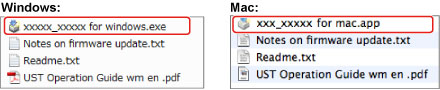 Windows:
xxxxx_xxxxx for windows.exe
Notes on firmware update.txt
Readme.txt
UST Operation Guide wm en .pdf
Mac:
xxx_xxxxx for mac.app
Notes on firmware update.txt
Readme.txt
UST Operation Guide wm en .pdf